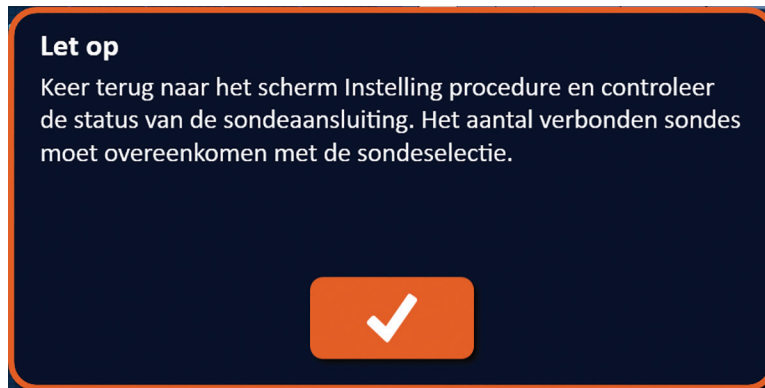 Let op
Keer terug naar het scherm Instelling procedure en controleer
de status van de sondeaansluiting. Het aantal verbonden sondes
moet overeenkomen met de sondeselectie.